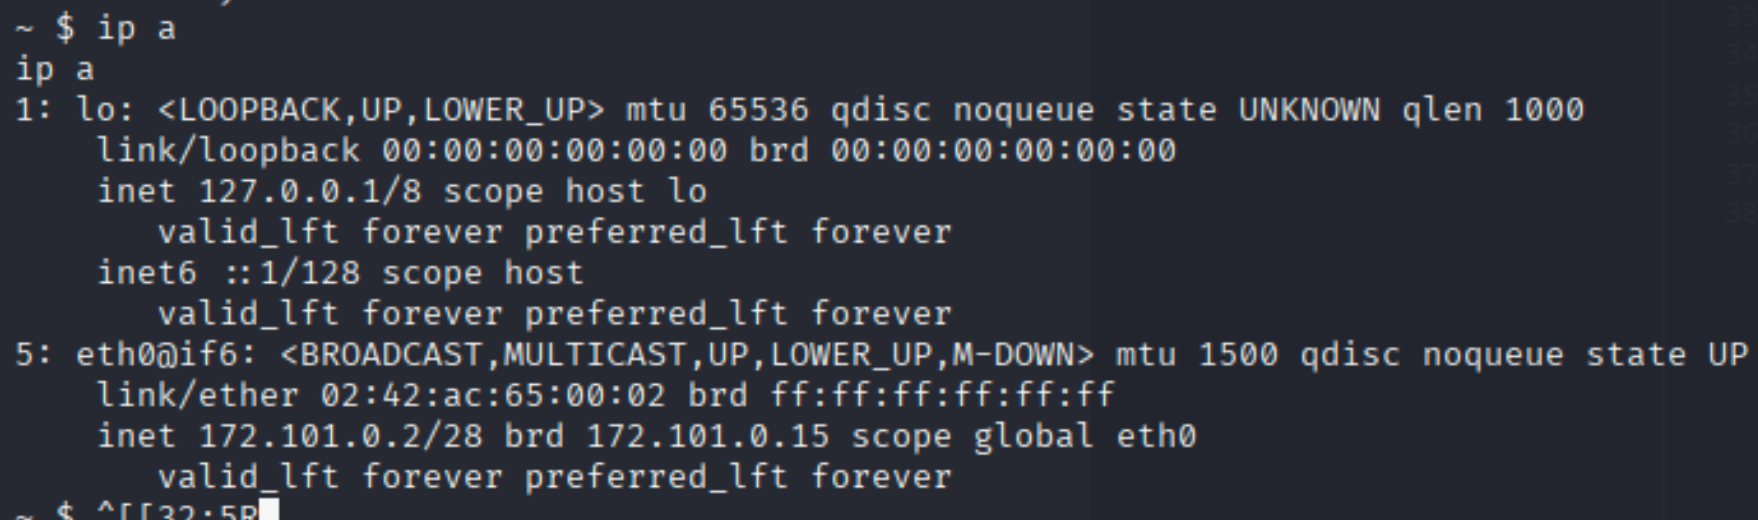 ~ $ ip a
ip a
1: lo: <LOOPBACK,UP,LOWER_UP> mtu 65536 qdisc noqueue state UNKNOWN qlen 1000
    link/loopback 00:00:00:00:00:00 brd 00:00:00:00:00:00
    inet 127.0.0.1/8 scope host lo
       valid_lft forever preferred_lft forever
    inet6 ::1/128 scope host
       valid_lft forever preferred_lft forever
5: eth0@if6: <BROADCAST,MULTICAST,UP,LOWER_UP,M-DOWN> mtu 1500 qdisc noqueue state UP
    link/ether 02:42:ac:65:00:02 brd ff:ff:ff:ff:ff:ff
    inet 172.101.0.2/28 brd 172.101.0.15 scope global eth0
       valid_lft forever preferred_lft forever
~ $ ^[[32;5R